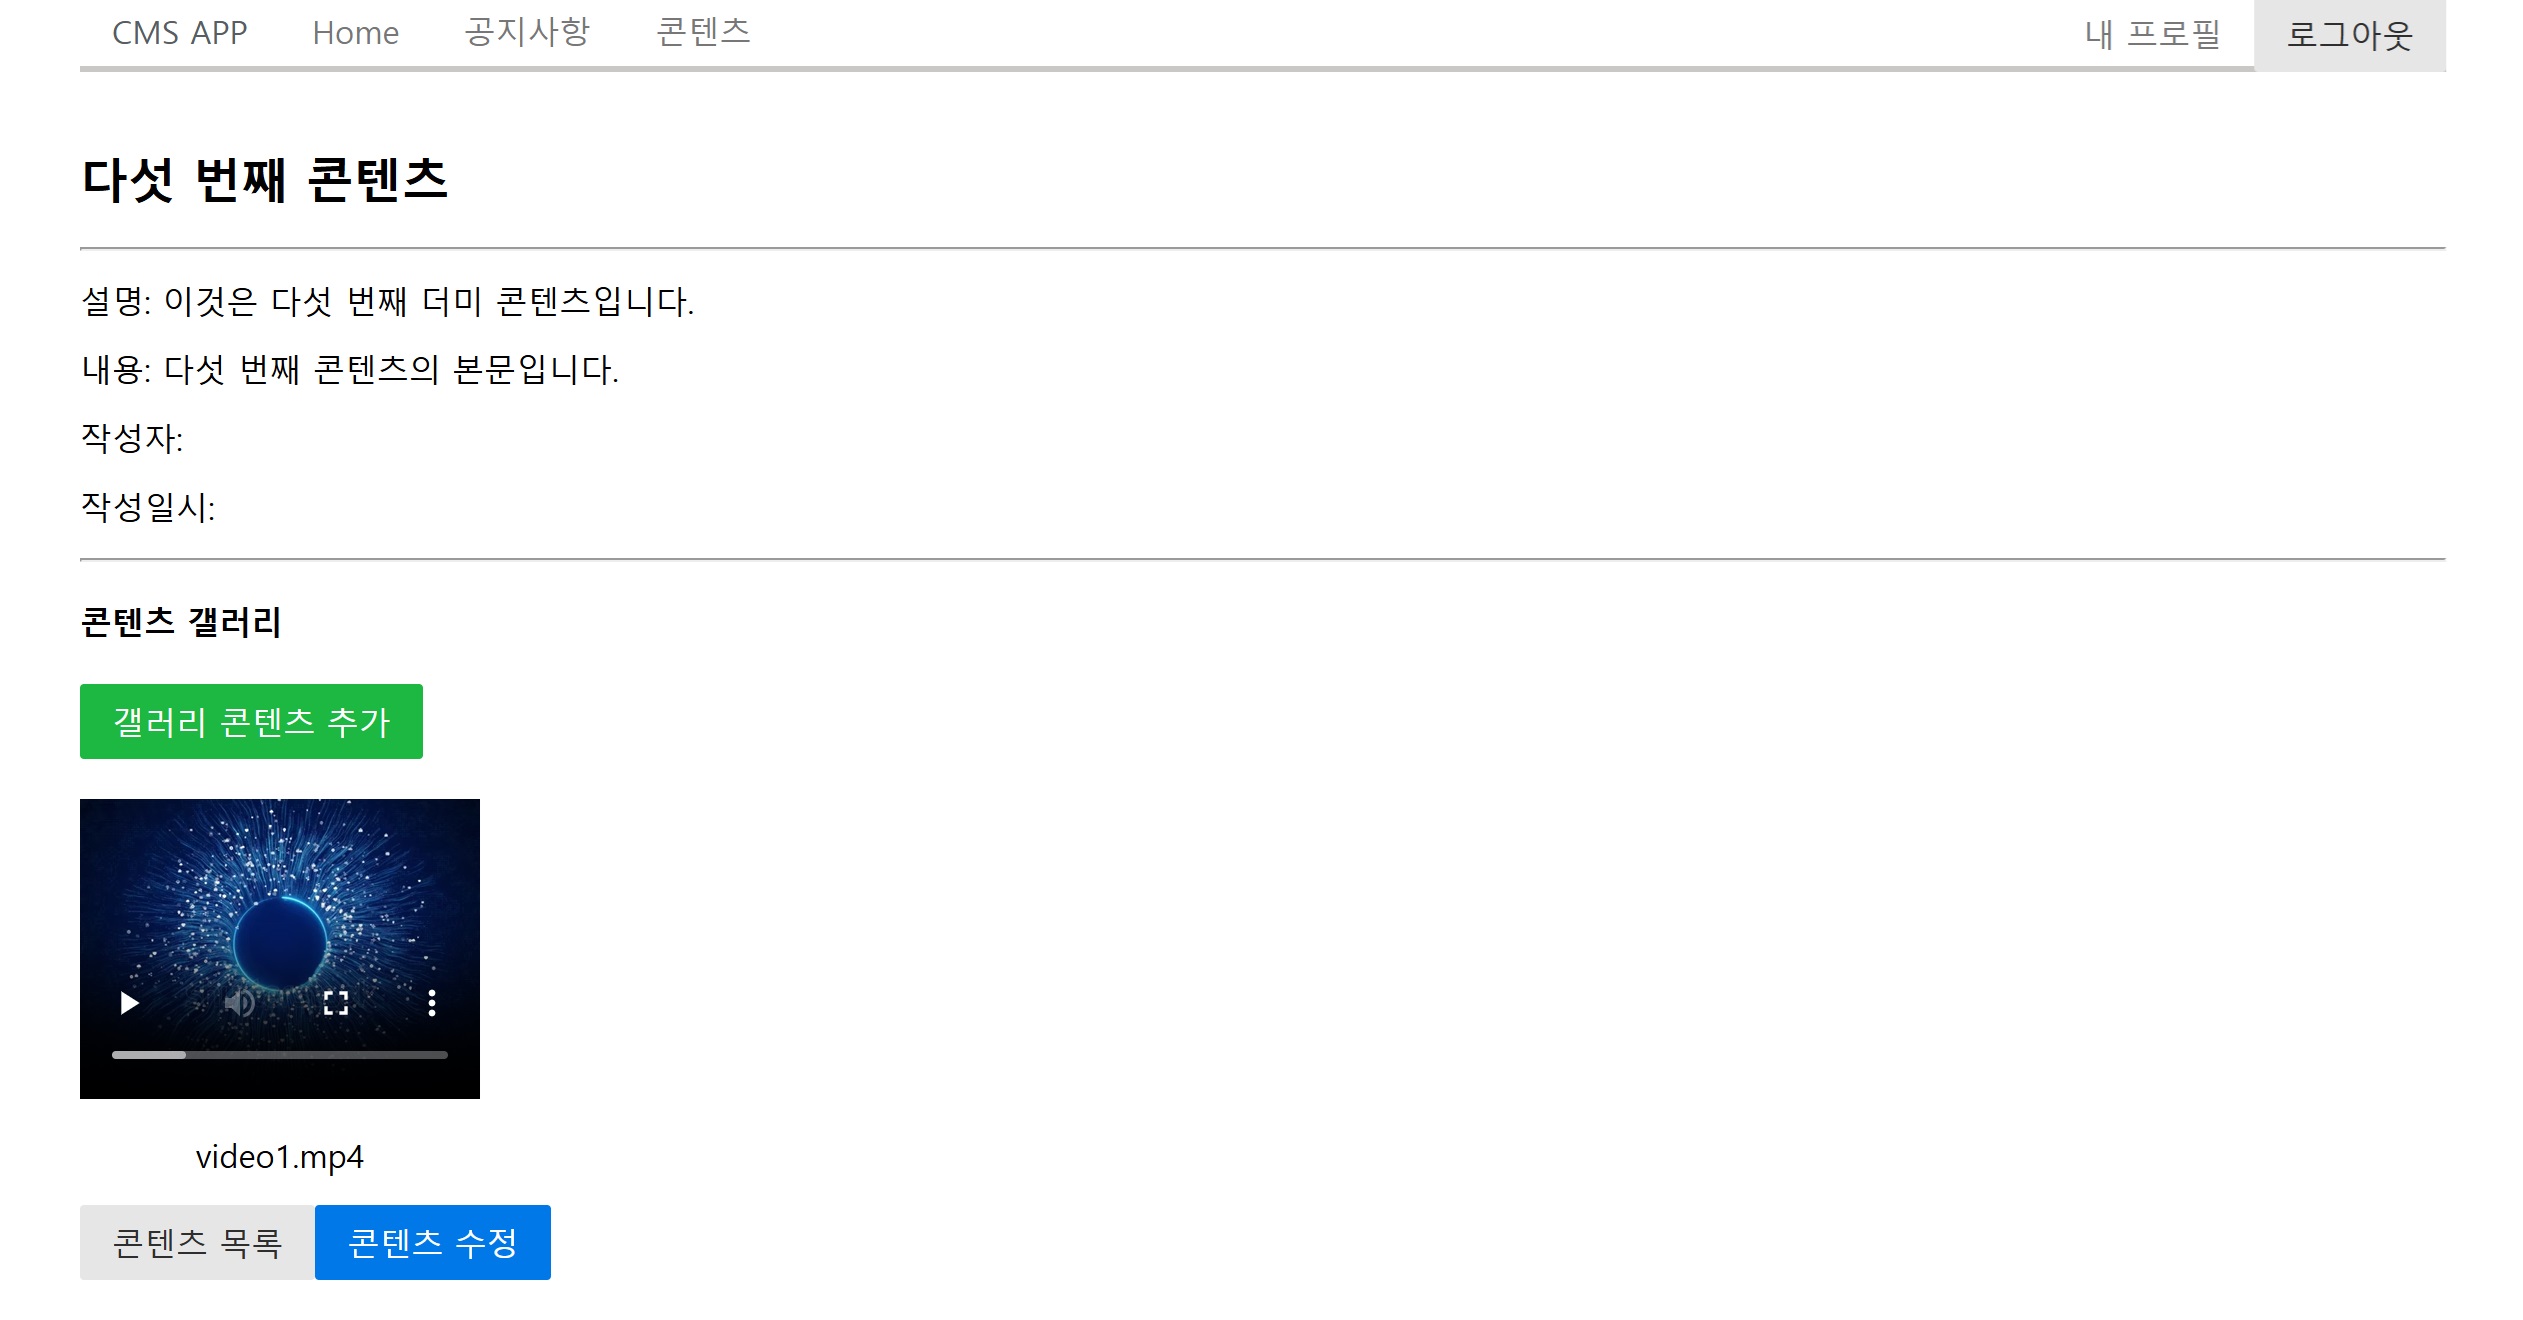 CMS APP Home 공지사항 콘텐츠 내 프로필 로그아웃
다섯 번째 콘텐츠
설명: 이것은 다섯 번째 더미 콘텐츠입니다.
내용: 다섯 번째 콘텐츠의 본문입니다.
작성자:
작성일시:
콘텐츠 갤러리
갤러리 콘텐츠 추가
video1.mp4
콘텐츠 목록 콘텐츠 수정